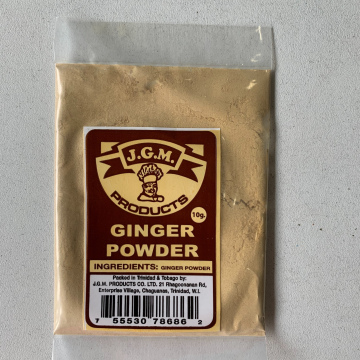 J.G.M.
PRODUCTS
10g.
GINGER
POWDER
INGREDIENTS: GINGER POWDER
Packed in Trinidad & Tobago by:
J.G.M. PRODUCTS CO. LTD. 21 Rhagoonanan Rd,
Enterprise Village, Chaguanas, Trinidad, W.I.
7 55530 78686 2